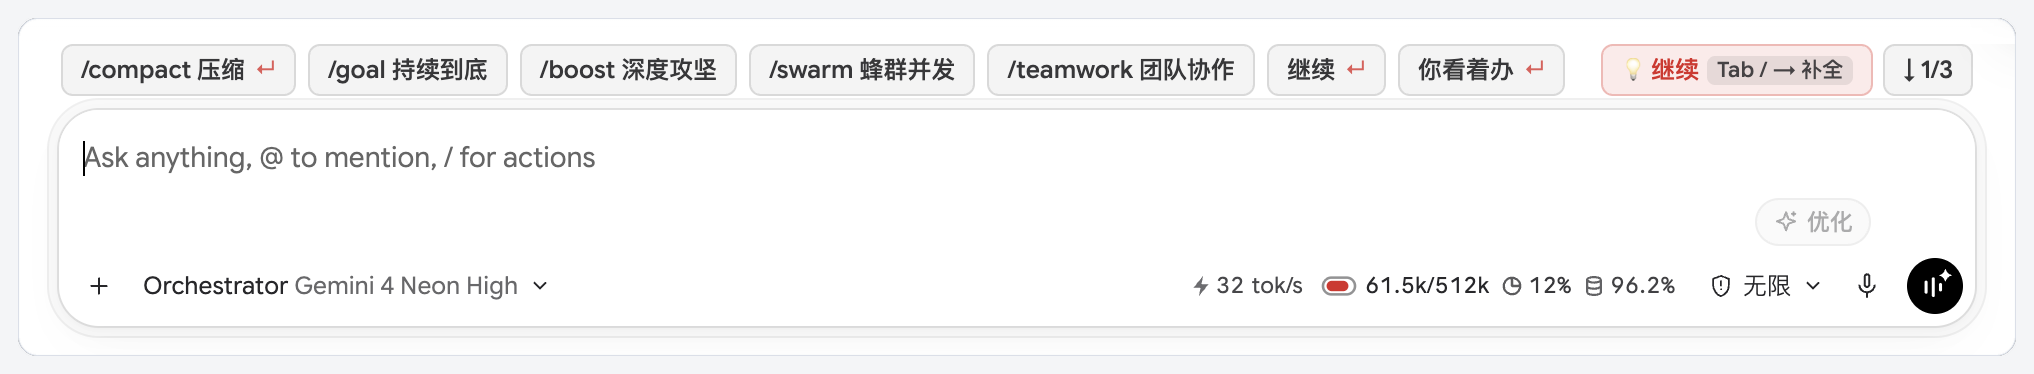 /compact 压缩 ↵ /goal 持续到底 /boost 深度攻坚 /swarm 蜂群并发 /teamwork 团队协作 继续 ↵ 你看着办 ↵ 💡 继续 Tab / → 补全 ↓ 1/3
Ask anything, @ to mention, / for actions
优化
+ Orchestrator Gemini 4 Neon High 32 tok/s 61.5k/512k 12% 96.2% 无限